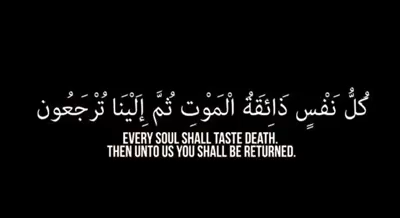 كُلُّ نَفْسٍ ذَائِقَةُ الْمَوْتِ ثُمَّ إِلَيْنَا تُرْجَعُون
EVERY SOUL SHALL TASTE DEATH.
THEN UNTO US YOU SHALL BE RETURNED.